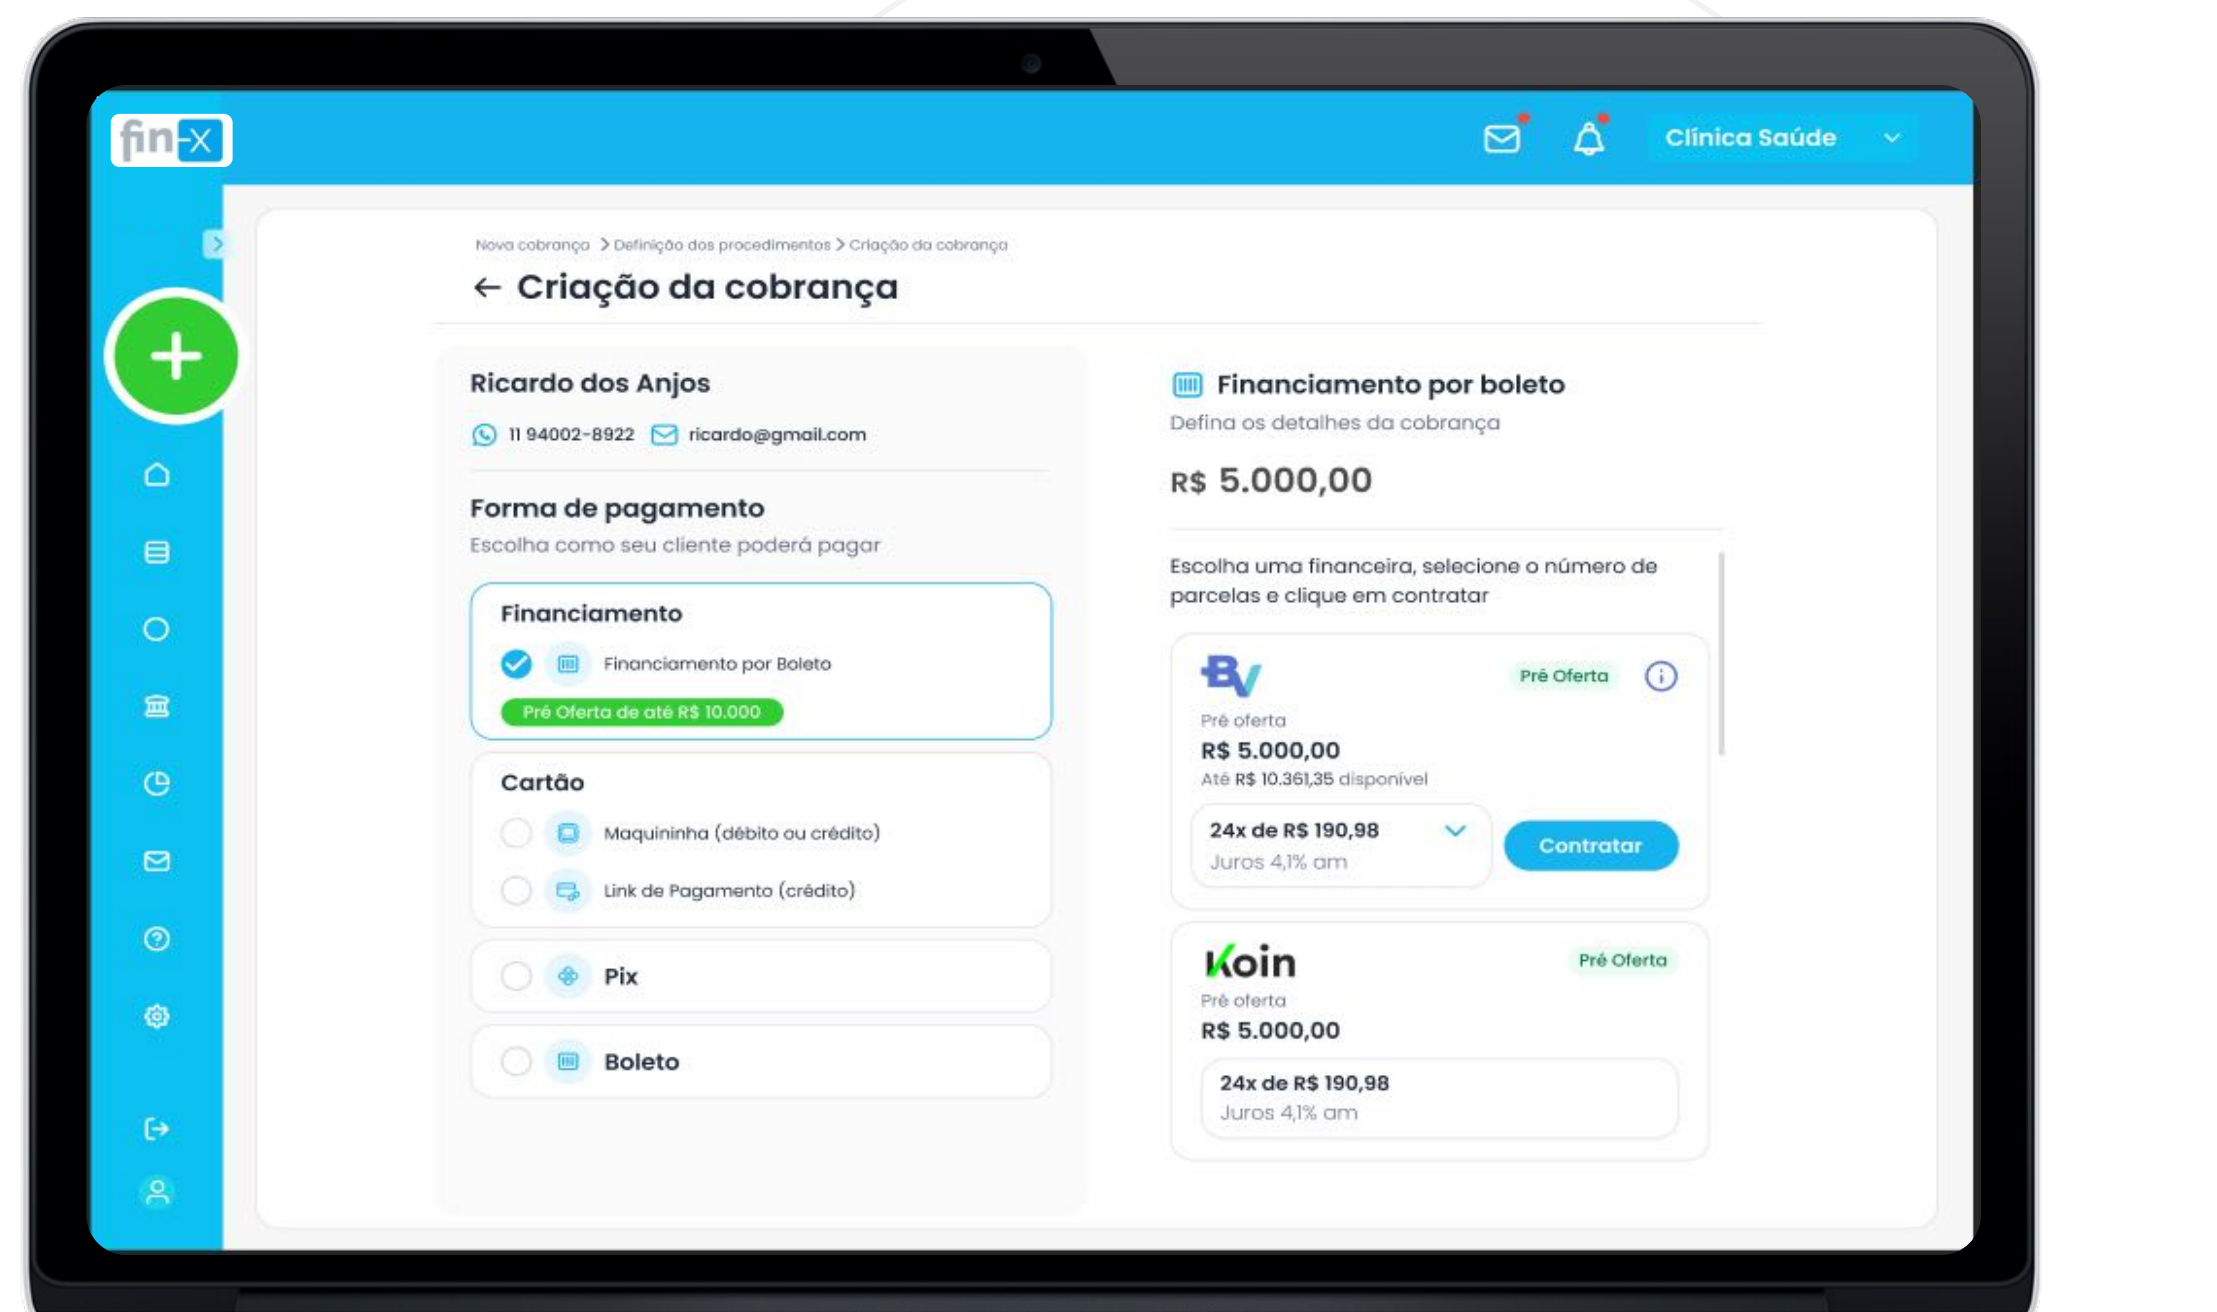 fin-x
Clínica Saúde
Nova cobrança > Definição dos procedimentos > Criação da cobrança
← Criação da cobrança
Ricardo dos Anjos
11 94002-8922 ricardo@gmail.com
Forma de pagamento
Escolha como seu cliente poderá pagar
Financiamento
Financiamento por Boleto
Pré Oferta de até R$ 10.000
Cartão
Maquininha (débito ou crédito)
Link de Pagamento (crédito)
Pix
Boleto
Financiamento por boleto
Defina os detalhes da cobrança
R$ 5.000,00
Escolha uma financeira, selecione o número de
parcelas e clique em contratar
BV
Pré Oferta
Pré oferta
R$ 5.000,00
Até R$ 10.361,35 disponível
24x de R$ 190,98
Juros 4,1% am
Contratar
Koin
Pré Oferta
Pré oferta
R$ 5.000,00
24x de R$ 190,98
Juros 4,1% am